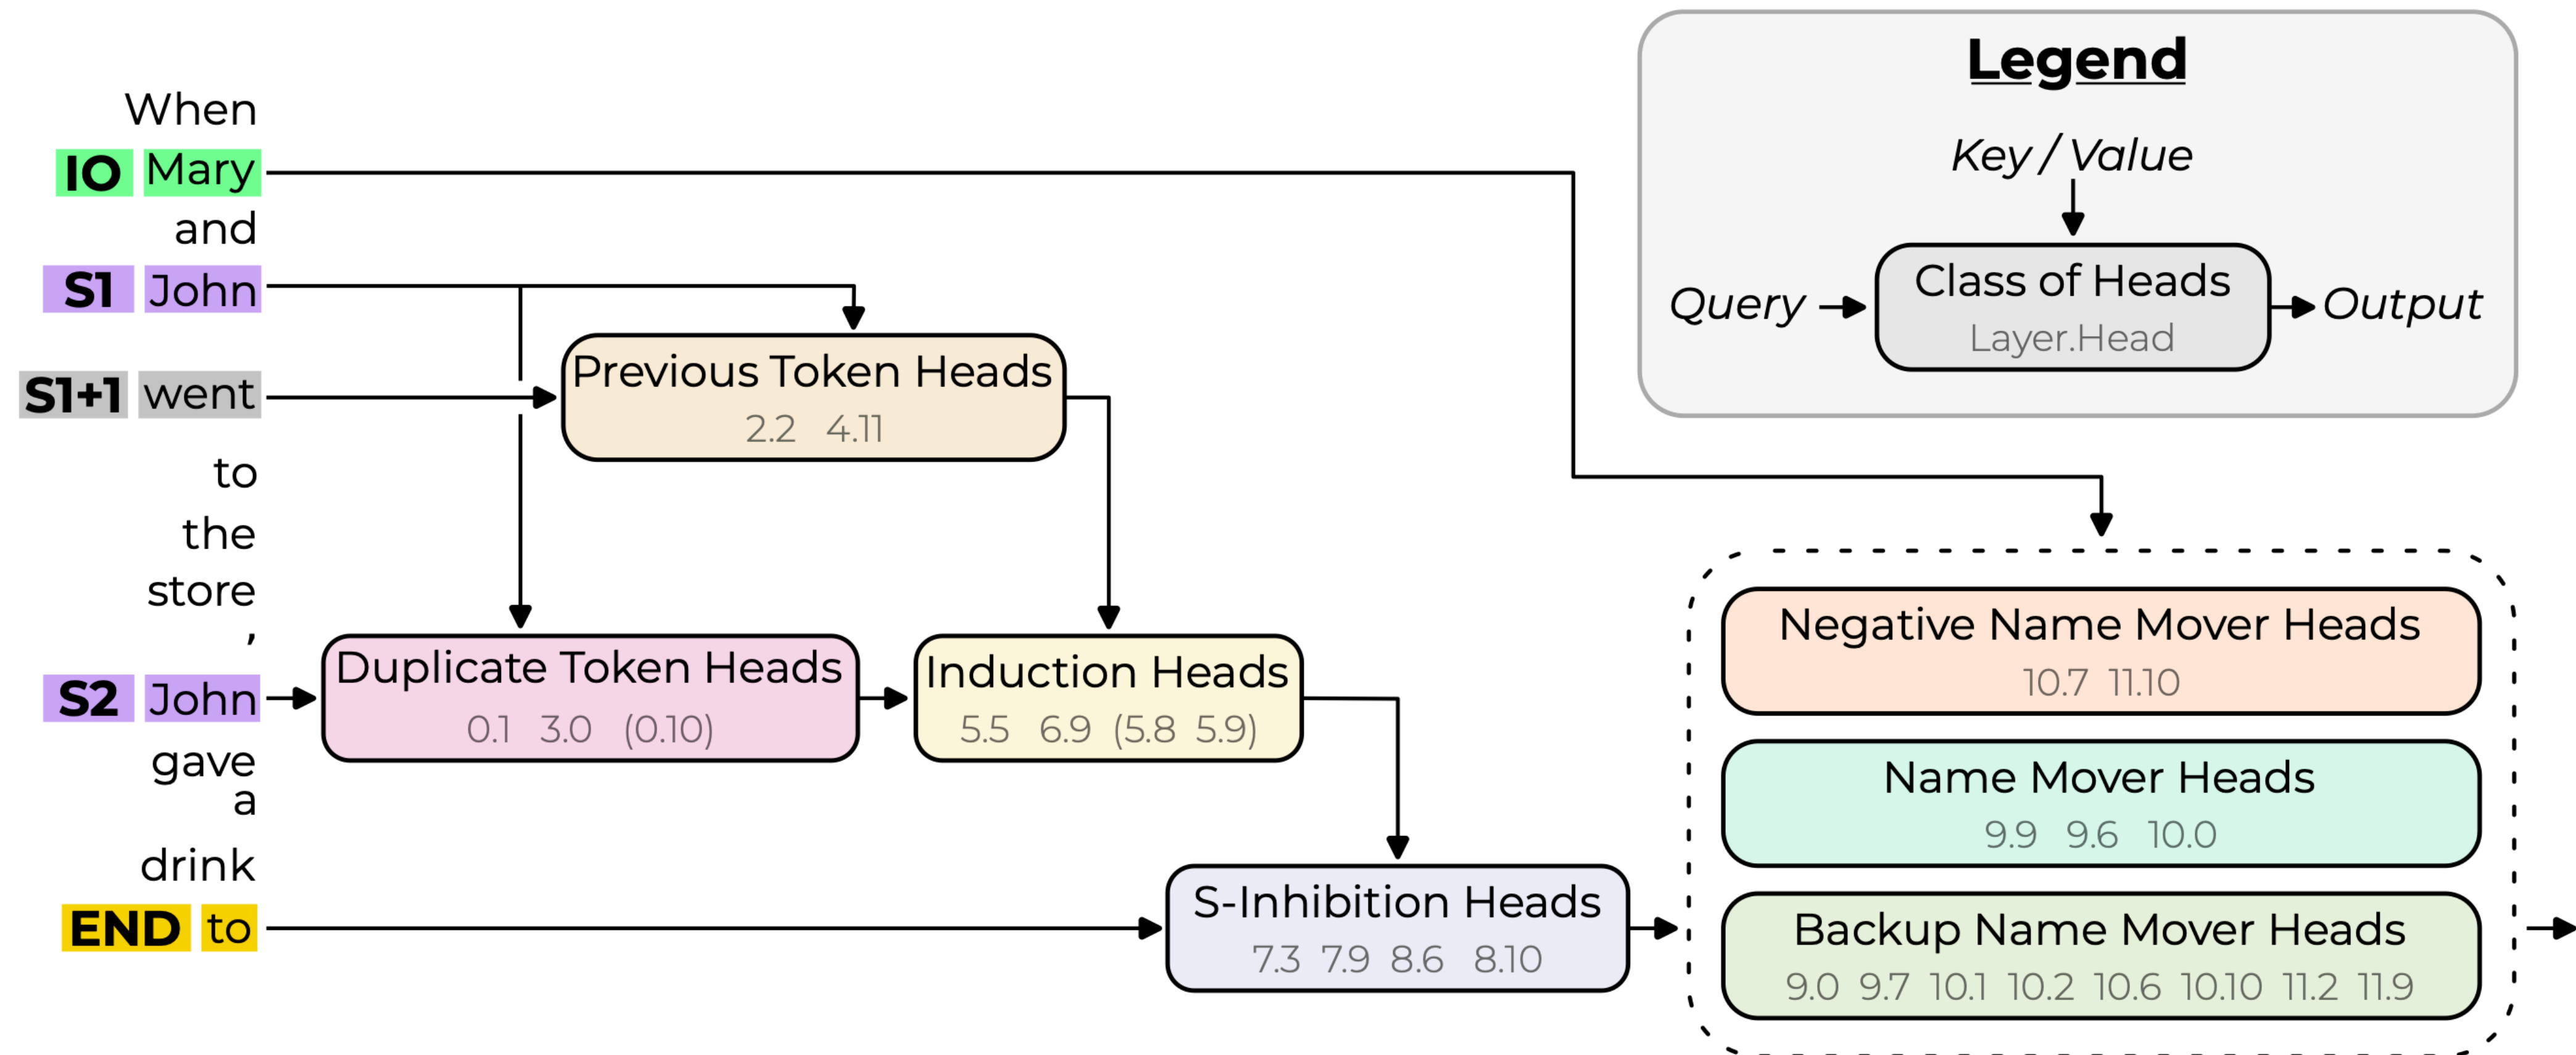 When
IO Mary
and
S1 John
S1+1 went
to
the
store
,
S2 John
gave
a
drink
END to
Previous Token Heads
2.2 4.11
Duplicate Token Heads
0.1 3.0 (0.10)
Induction Heads
5.5 6.9 (5.8 5.9)
S-Inhibition Heads
7.3 7.9 8.6 8.10
Legend
Key / Value
Query
Class of Heads
Layer.Head
Output
Negative Name Mover Heads
10.7 11.10
Name Mover Heads
9.9 9.6 10.0
Backup Name Mover Heads
9.0 9.7 10.1 10.2 10.6 10.10 11.2 11.9